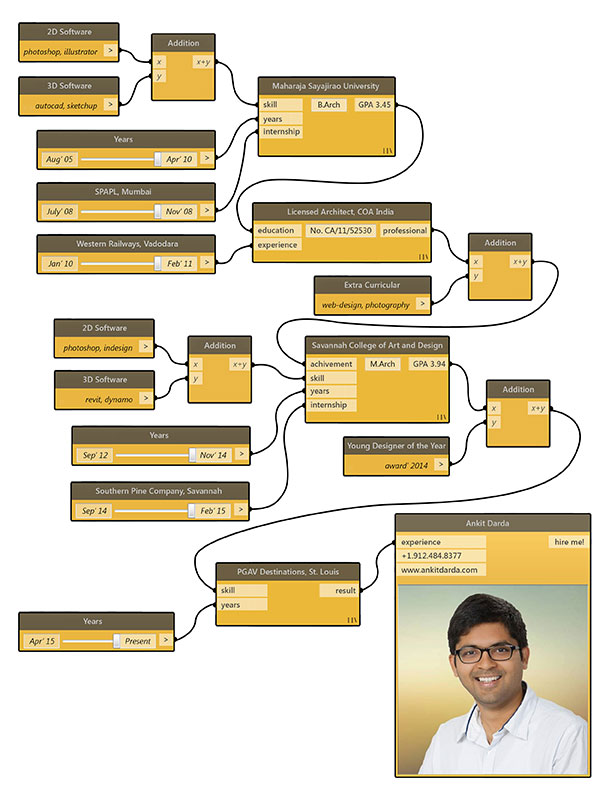 2D Software
photoshop, illustrator >
Addition
x x+y
y
3D Software
autocad, sketchup >
Maharaja Sayajirao University
skill B.Arch GPA 3.45
years
internship
Years
Aug' 05 Apr' 10 >
SPAPL, Mumbai
July' 08 Nov' 08 >
Western Railways, Vadodara
Jan' 10 Feb' 11 >
Licensed Architect, COA India
education No. CA/11/52530 professional
experience
Addition
x x+y
y
Extra Curricular
web-design, photography >
2D Software
photoshop, indesign >
Addition
x x+y
y
3D Software
revit, dynamo >
Savannah College of Art and Design
achivement M.Arch GPA 3.94
skill
years
internship
Addition
x x+y
y
Years
Sep' 12 Nov' 14 >
Young Designer of the Year
award' 2014 >
Southern Pine Company, Savannah
Sep' 14 Feb' 15 >
PGAV Destinations, St. Louis
skill result
years
Years
Apr' 15 Present >
Ankit Darda
experience hire me!
+1.912.484.8377
www.ankitdarda.com